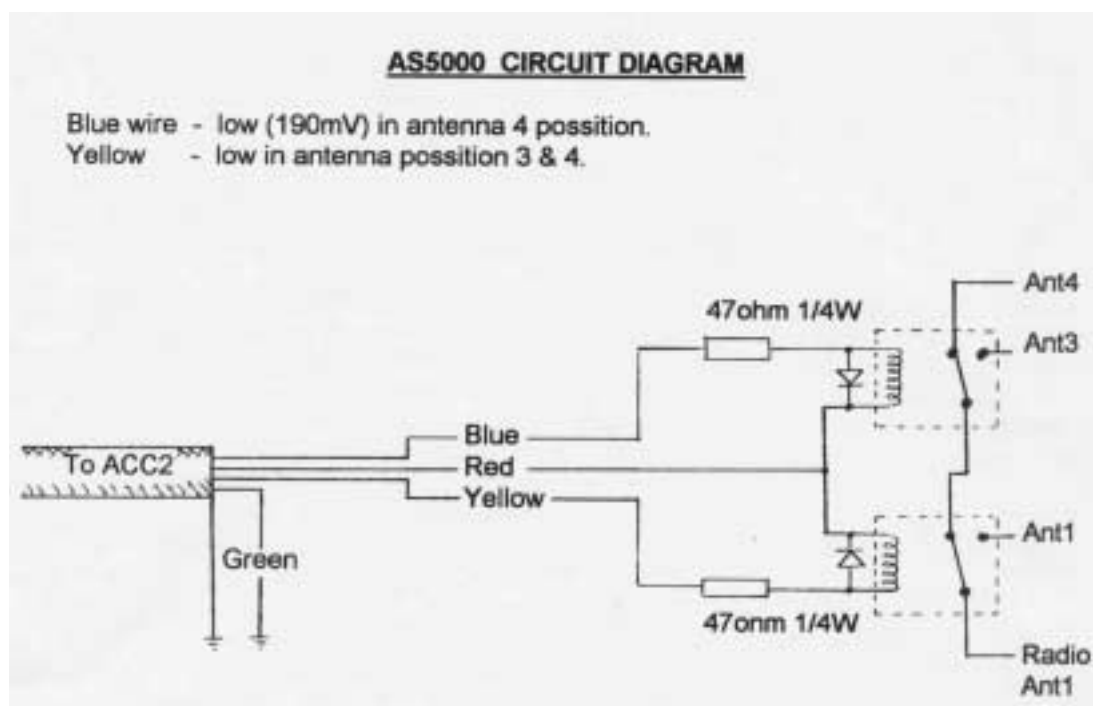 AS5000 CIRCUIT DIAGRAM
Blue wire - low (190mV) in antenna 4 possition.
Yellow - low in antenna possition 3 & 4.
Ant4
47ohm 1/4W
Ant3
Blue
To ACC2
Red
Yellow
Ant1
Green
47onm 1/4W
Radio
Ant1